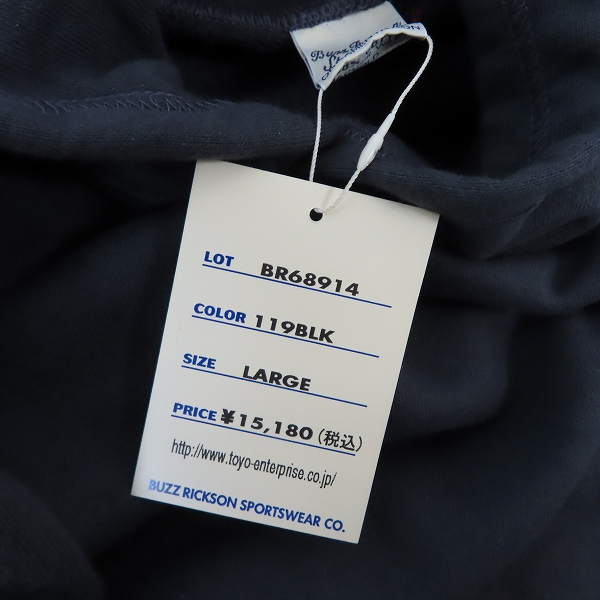 LOT BR68914
COLOR 119BLK
SIZE LARGE
PRICE ¥15,180(税込)
http://www.toyo-enterprise.co.jp/
BUZZ RICKSON SPORTSWEAR CO.